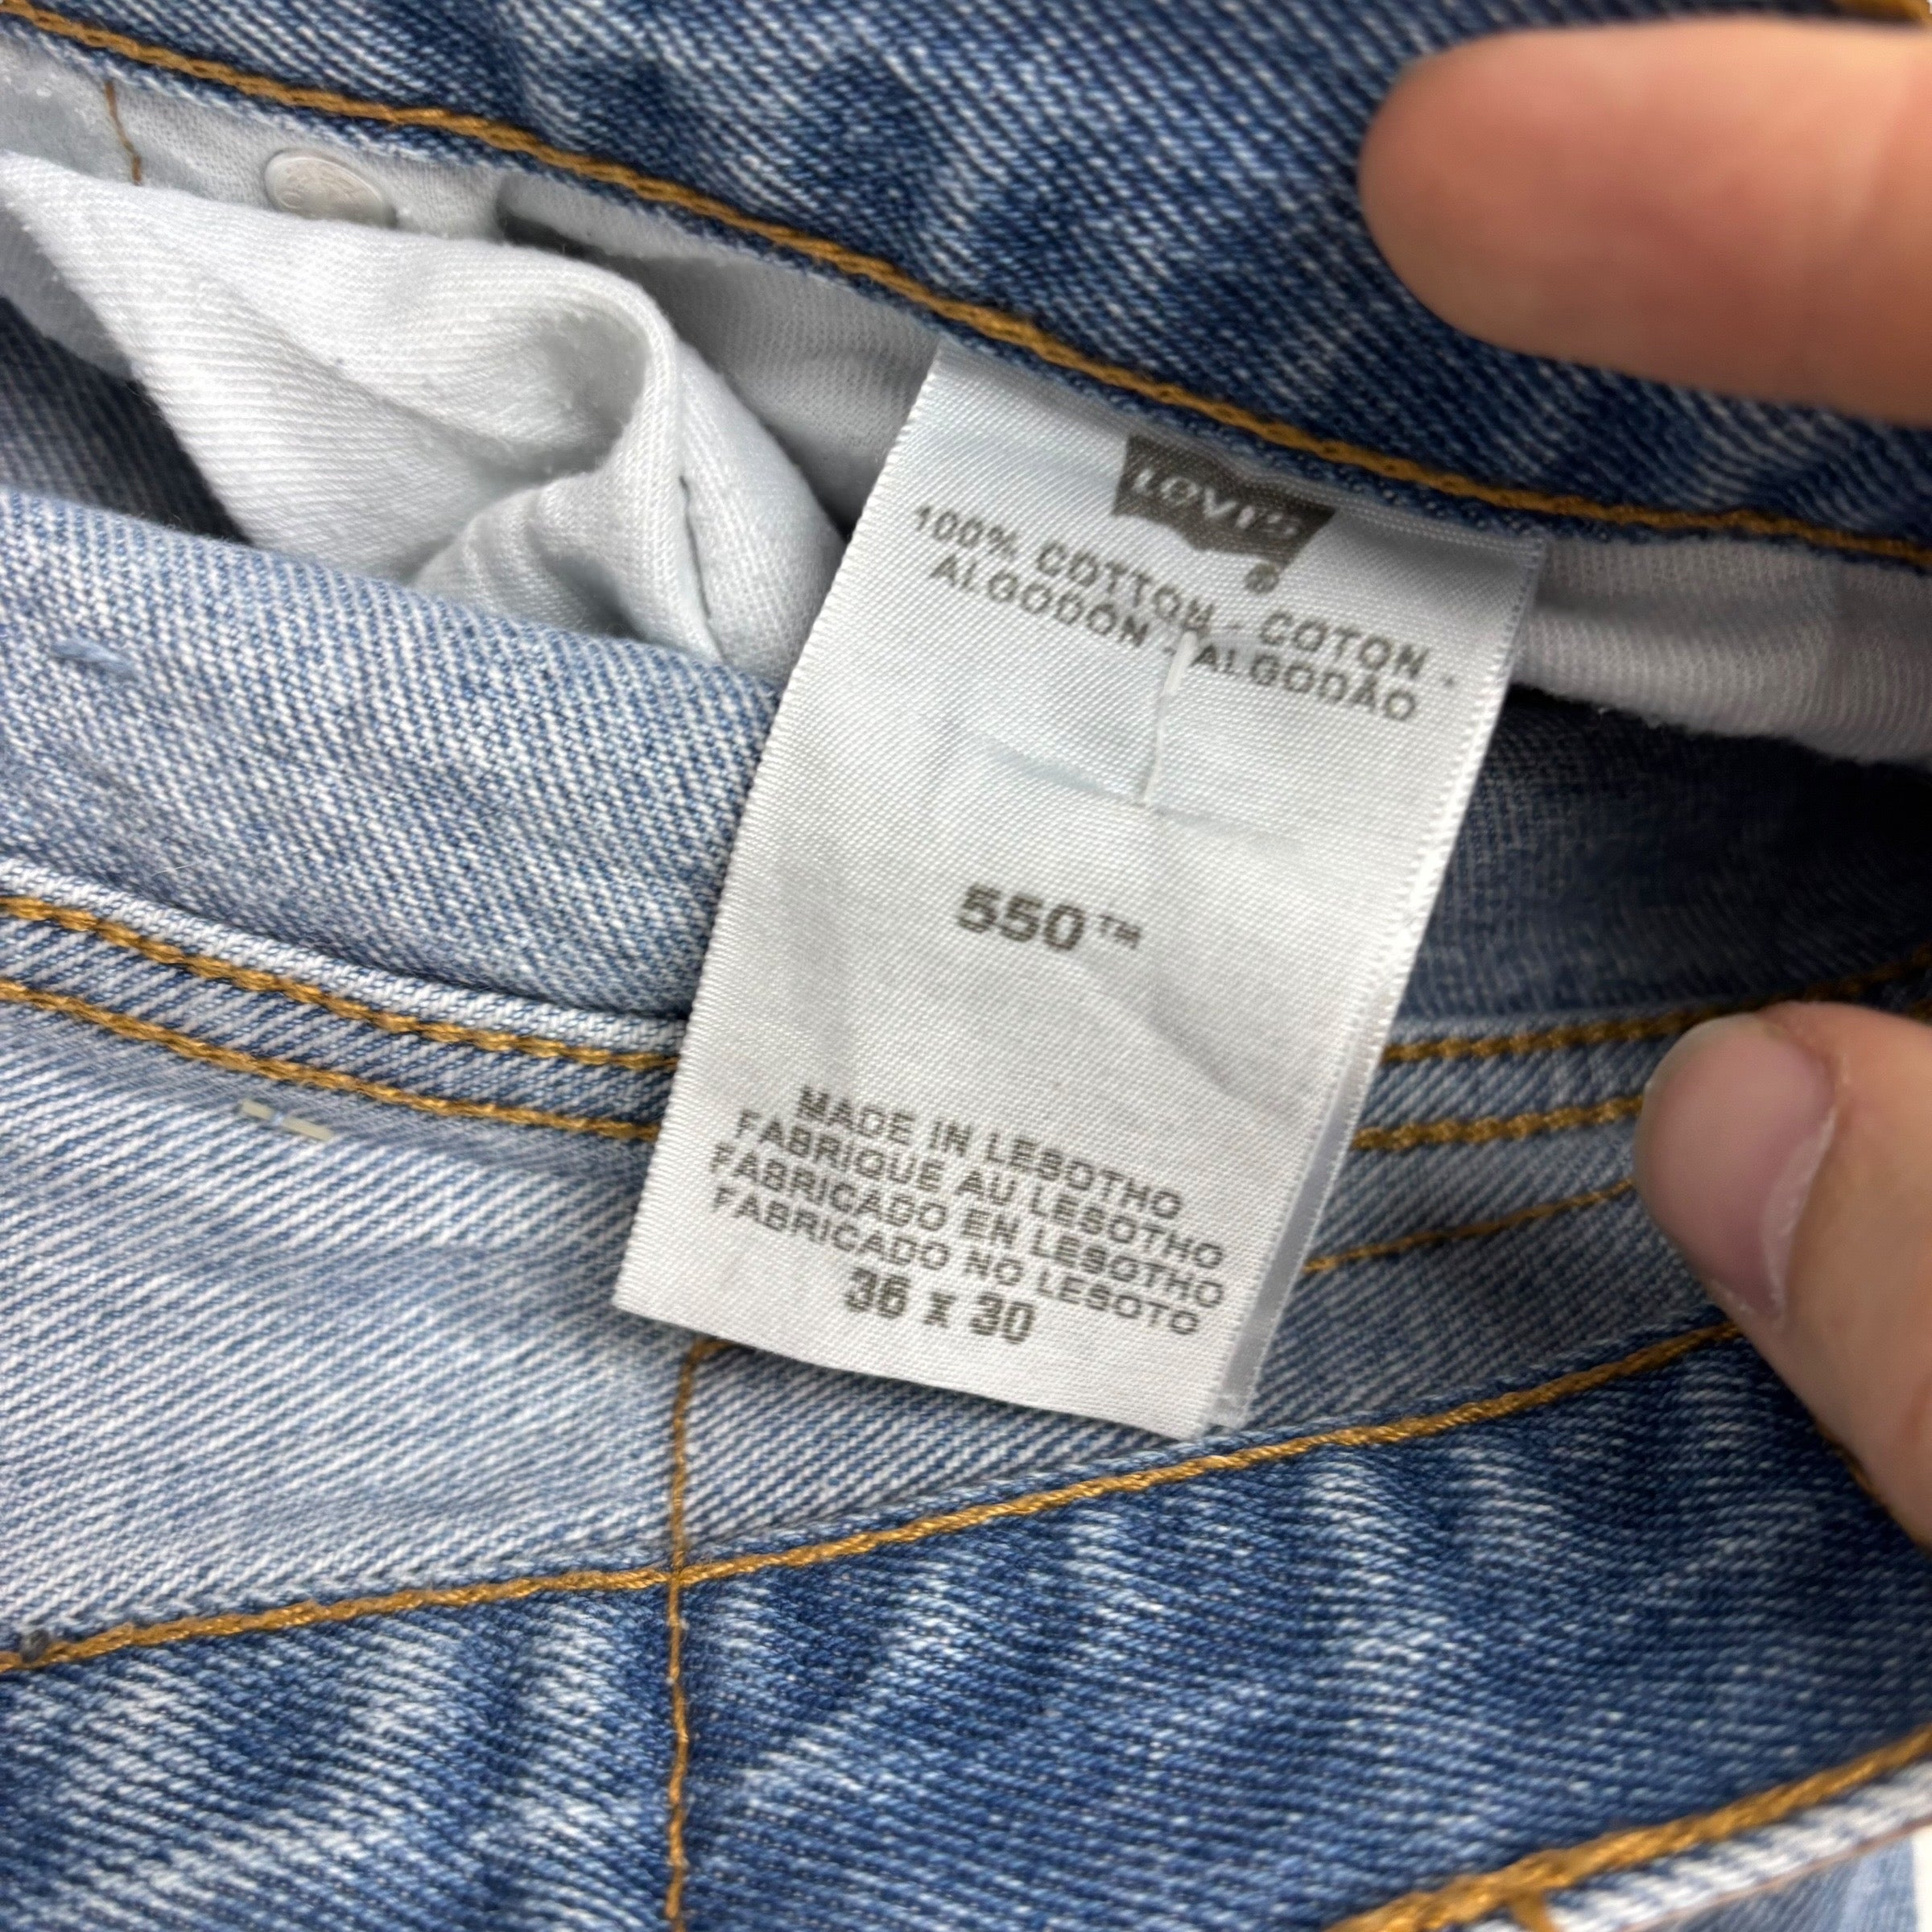 LEVI'S®
100% COTTON - COTON -
ALGODÓN - ALGODÃO
550™
MADE IN LESOTHO
FABRIQUE AU LESOTHO
FABRICADO EN LESOTHO
FABRICADO NO LESOTO
36 x 30